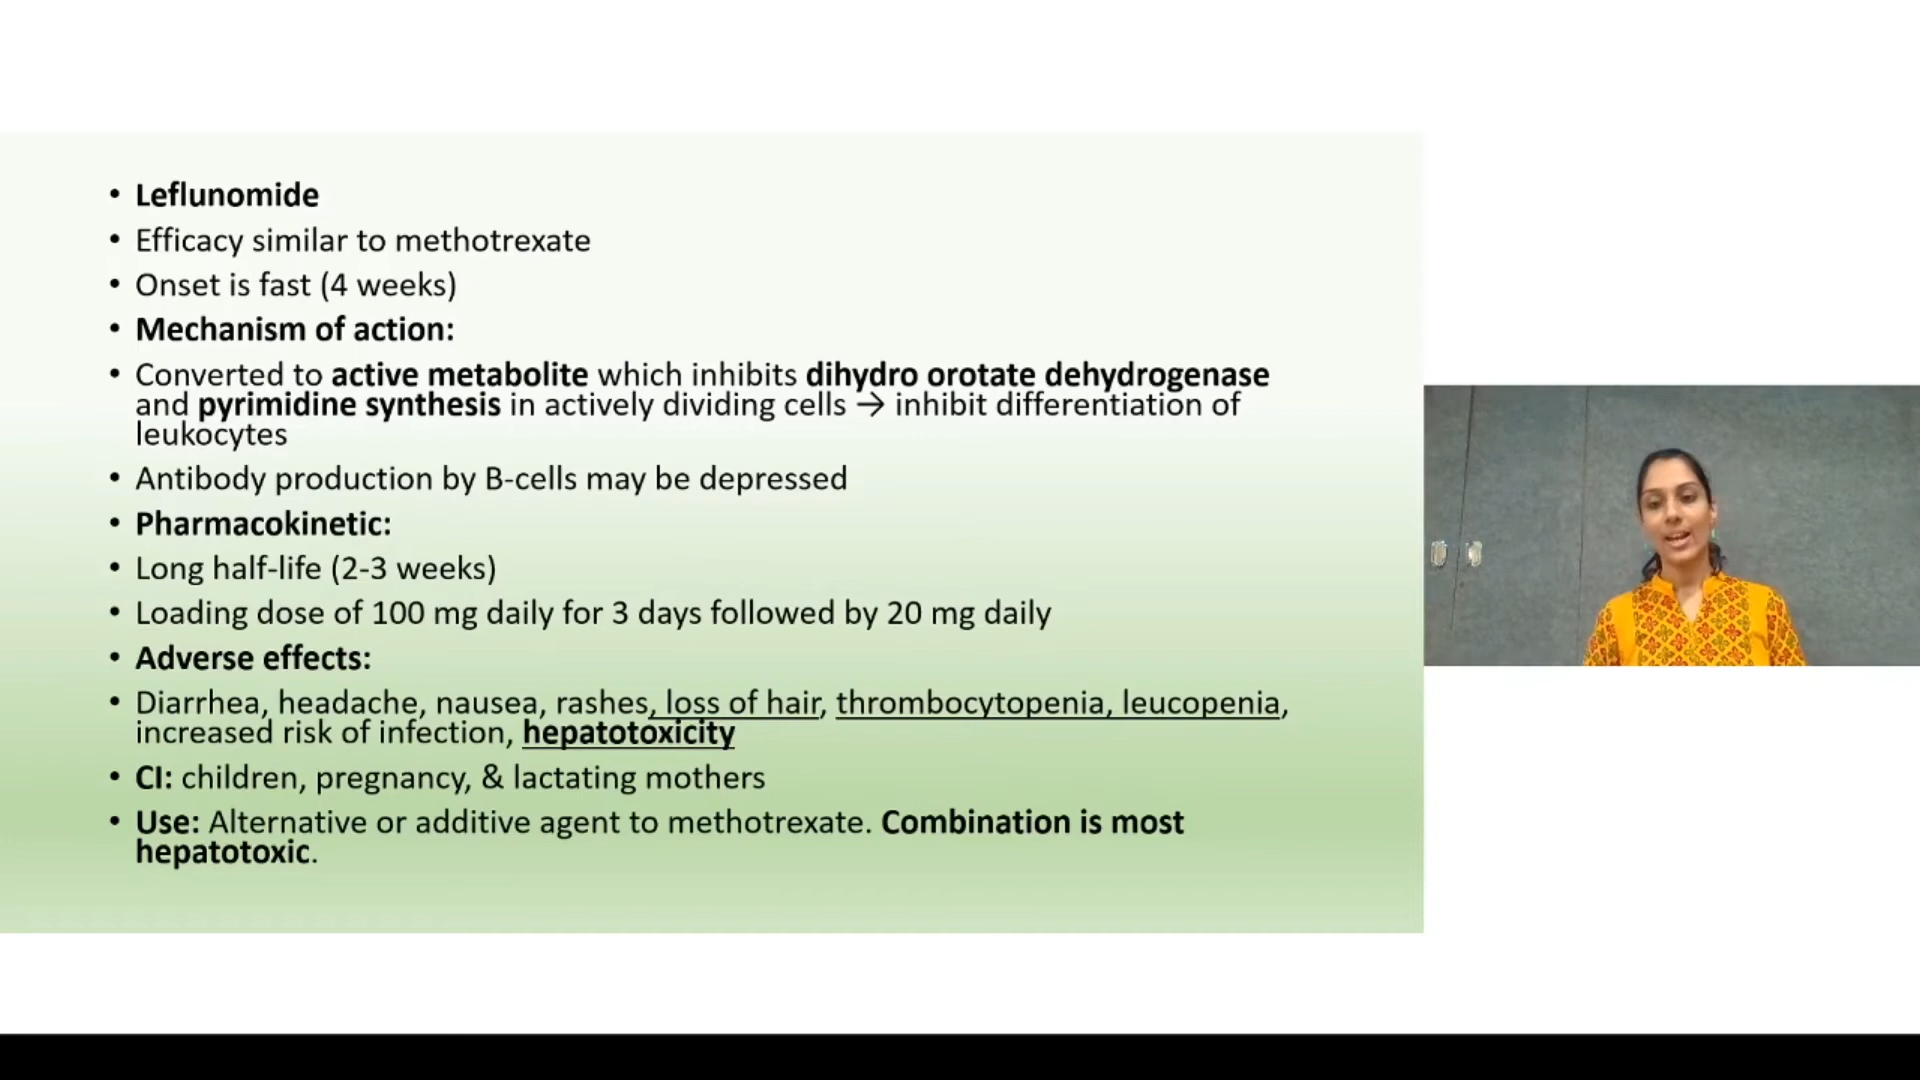 • Leflunomide
• Efficacy similar to methotrexate
• Onset is fast (4 weeks)
• Mechanism of action:
• Converted to active metabolite which inhibits dihydro orotate dehydrogenase
and pyrimidine synthesis in actively dividing cells → inhibit differentiation of
leukocytes
• Antibody production by B-cells may be depressed
• Pharmacokinetic:
• Long half-life (2-3 weeks)
• Loading dose of 100 mg daily for 3 days followed by 20 mg daily
• Adverse effects:
• Diarrhea, headache, nausea, rashes, loss of hair, thrombocytopenia, leucopenia,
increased risk of infection, hepatotoxicity
• CI: children, pregnancy, & lactating mothers
• Use: Alternative or additive agent to methotrexate. Combination is most
hepatotoxic.